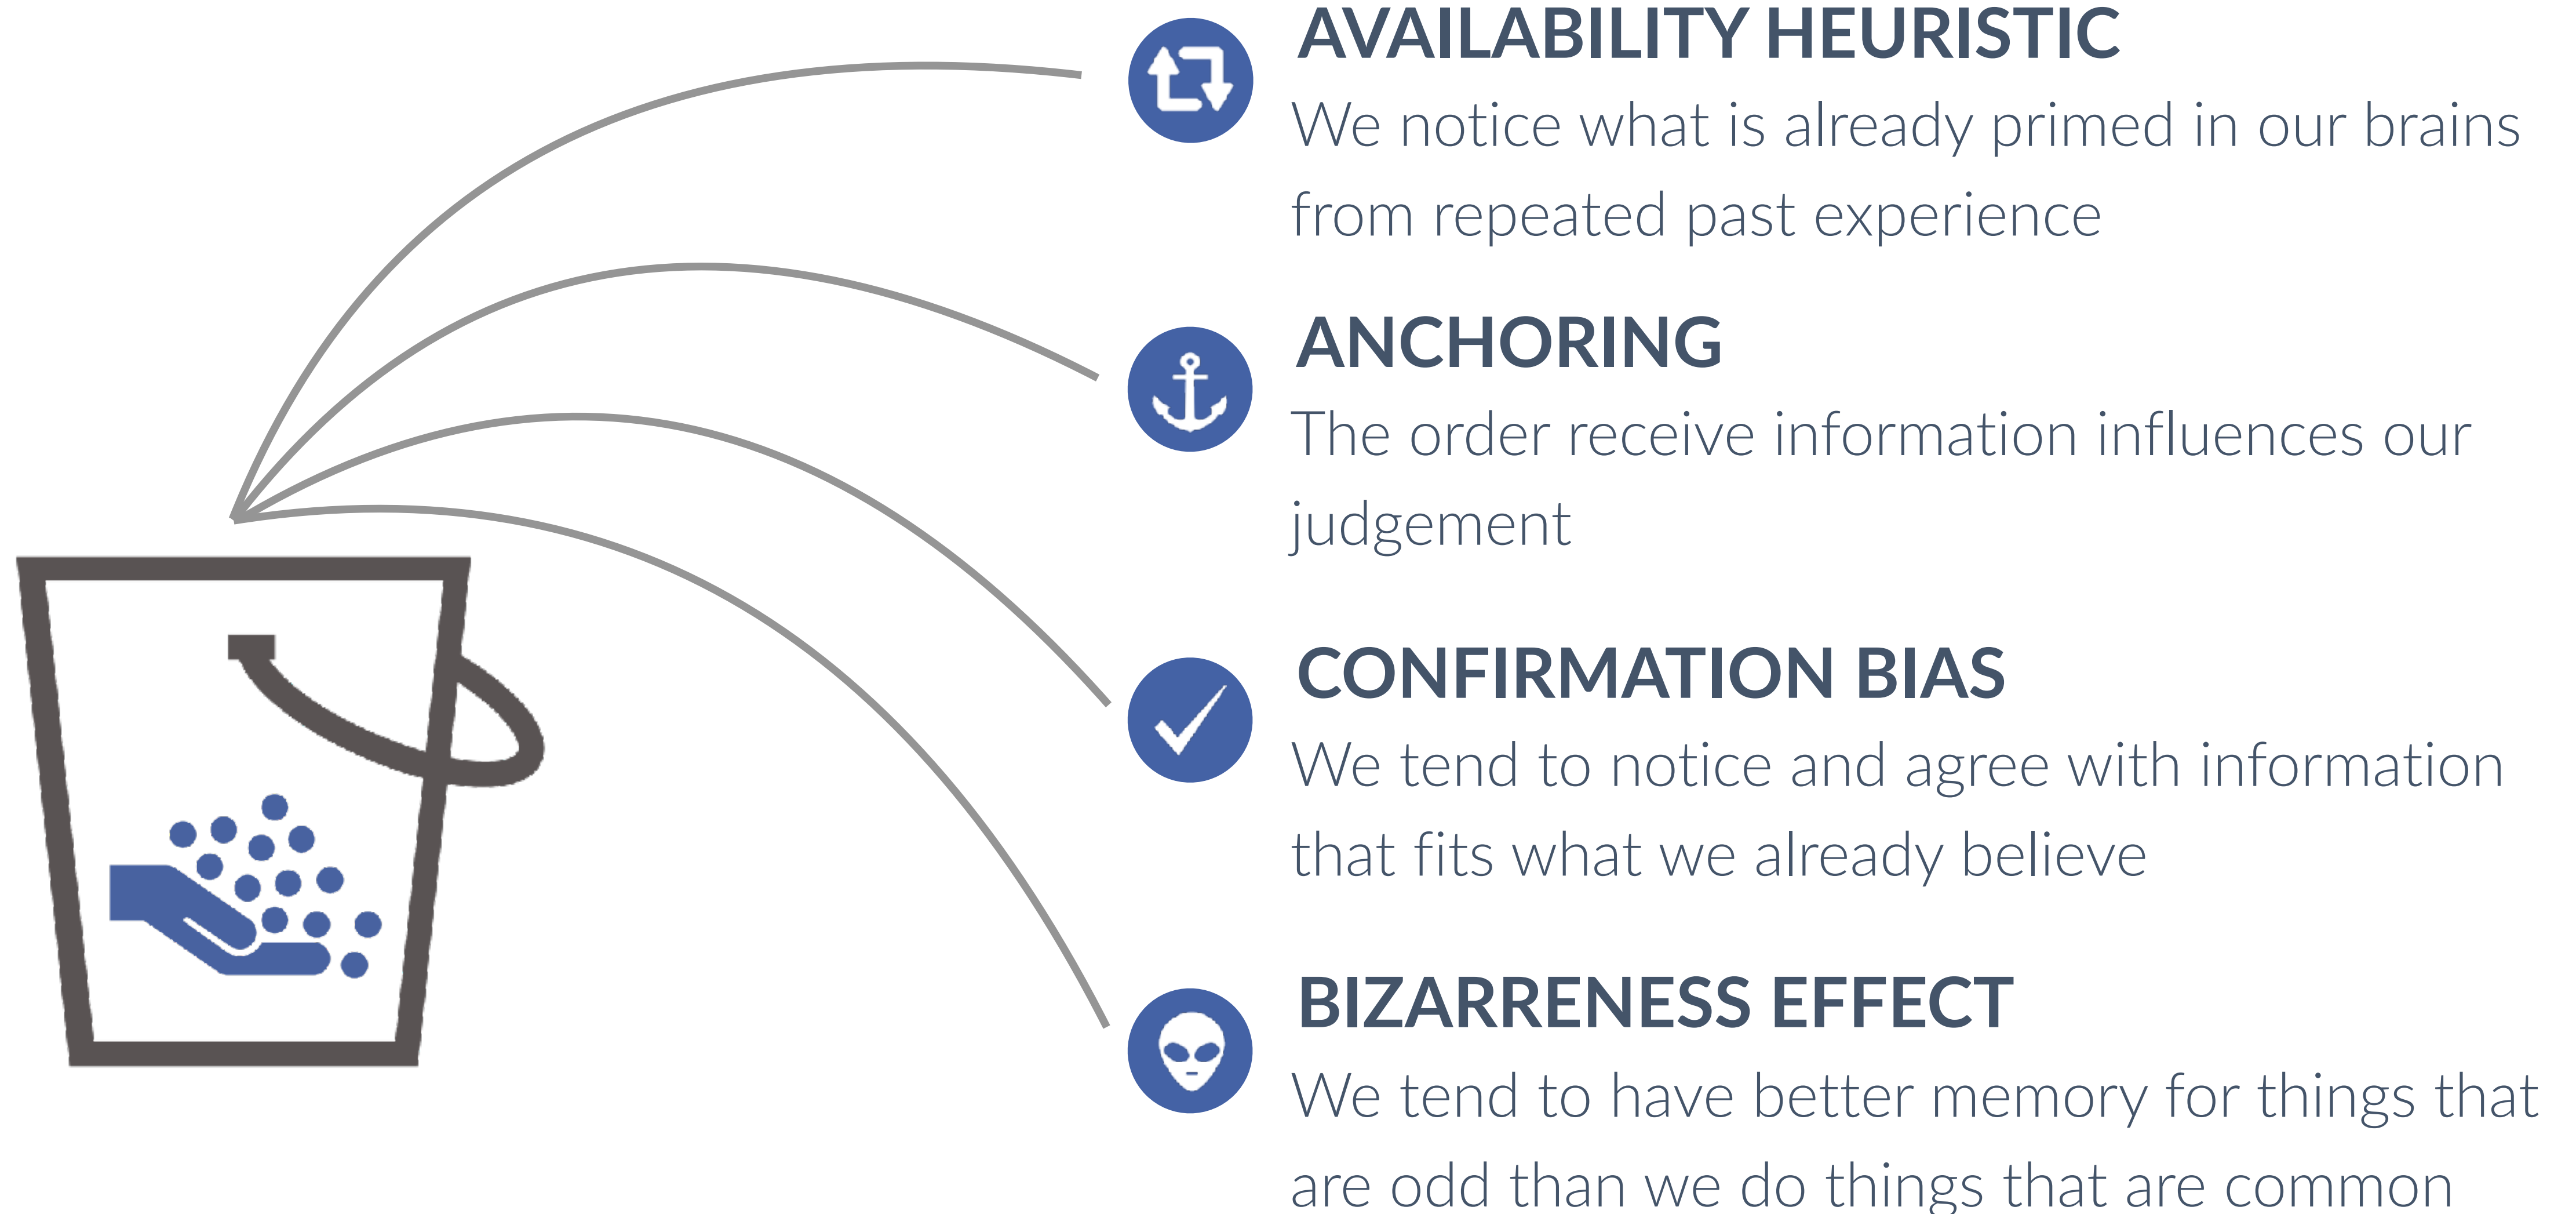 AVAILABILITY HEURISTIC
We notice what is already primed in our brains
from repeated past experience
ANCHORING
The order receive information influences our
judgement
CONFIRMATION BIAS
We tend to notice and agree with information
that fits what we already believe
BIZARRENESS EFFECT
We tend to have better memory for things that
are odd than we do things that are common